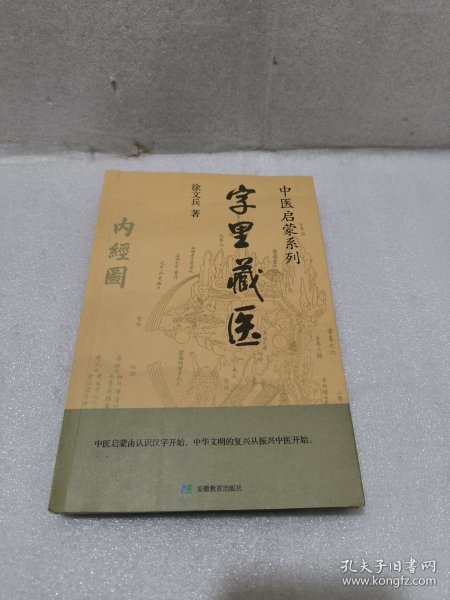 中医启蒙系列
字里藏医
徐文兵 著
内經圖
中医启蒙由认识汉字开始，中华文明的复兴从振兴中医开始。
安徽教育出版社
孔夫子旧书网
www.kongfz.com